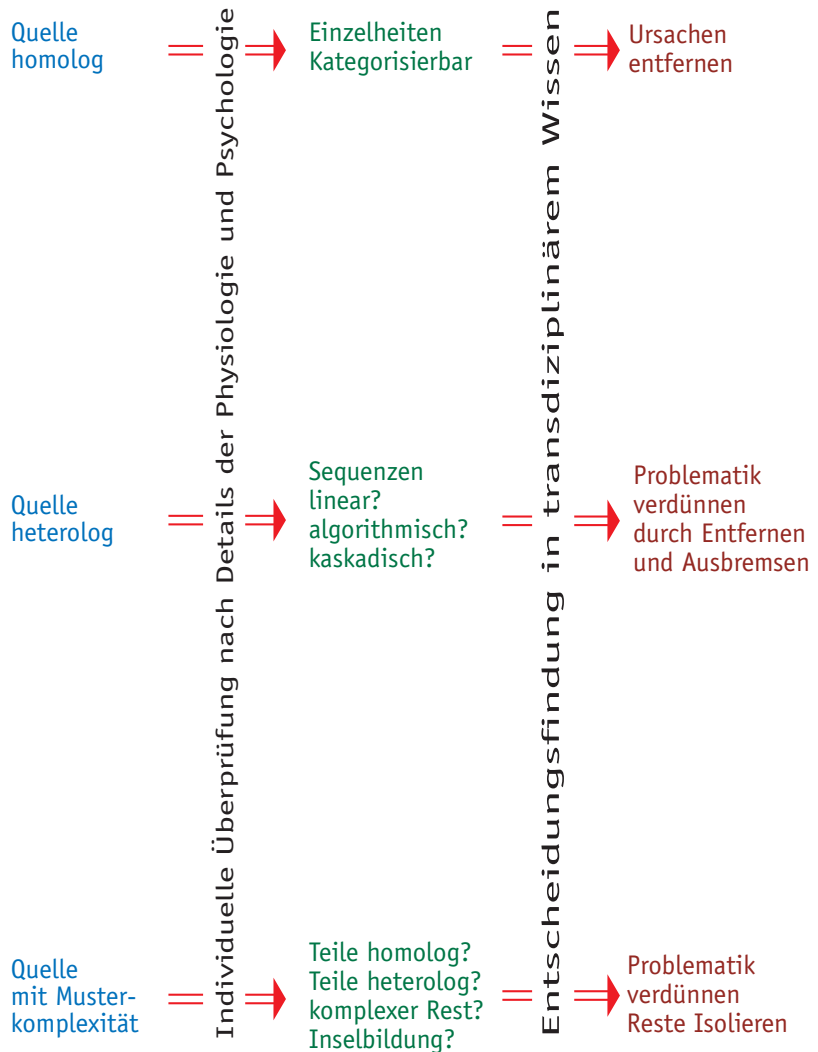 Quelle
homolog
Individuelle Überprüfung nach Details der Physiologie und Psychologie
Einzelheiten
Kategorisierbar
Entscheidungsfindung in transdiziplinärem Wissen
Ursachen
entfernen
Quelle
heterolog
Sequenzen
linear?
algorithmisch?
kaskadisch?
Problematik
verdünnen
durch Entfernen
und Ausbremsen
Quelle
mit Muster-
komplexität
Teile homolog?
Teile heterolog?
komplexer Rest?
Inselbildung?
Problematik
verdünnen
Reste Isolieren